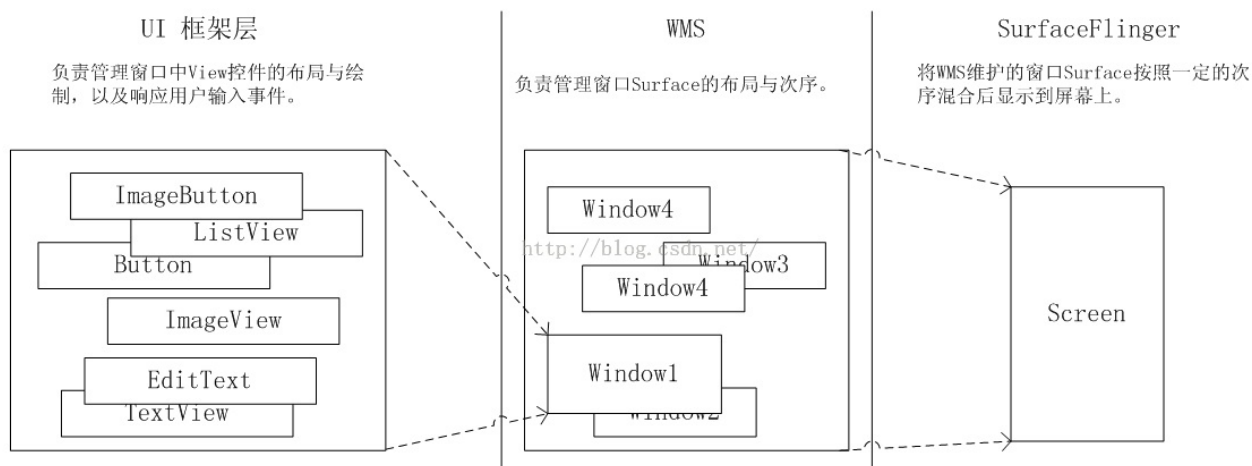 UI 框架层
负责管理窗口中View控件的布局与绘
制，以及响应用户输入事件。
ImageButton
ListView
Button
ImageView
EditText
TextView
WMS
负责管理窗口Surface的布局与次序。
Window4
http://blog.csdn.net/
Window3
Window4
Window1
Window2
SurfaceFlinger
将WMS维护的窗口Surface按照一定的次
序混合后显示到屏幕上。
Screen